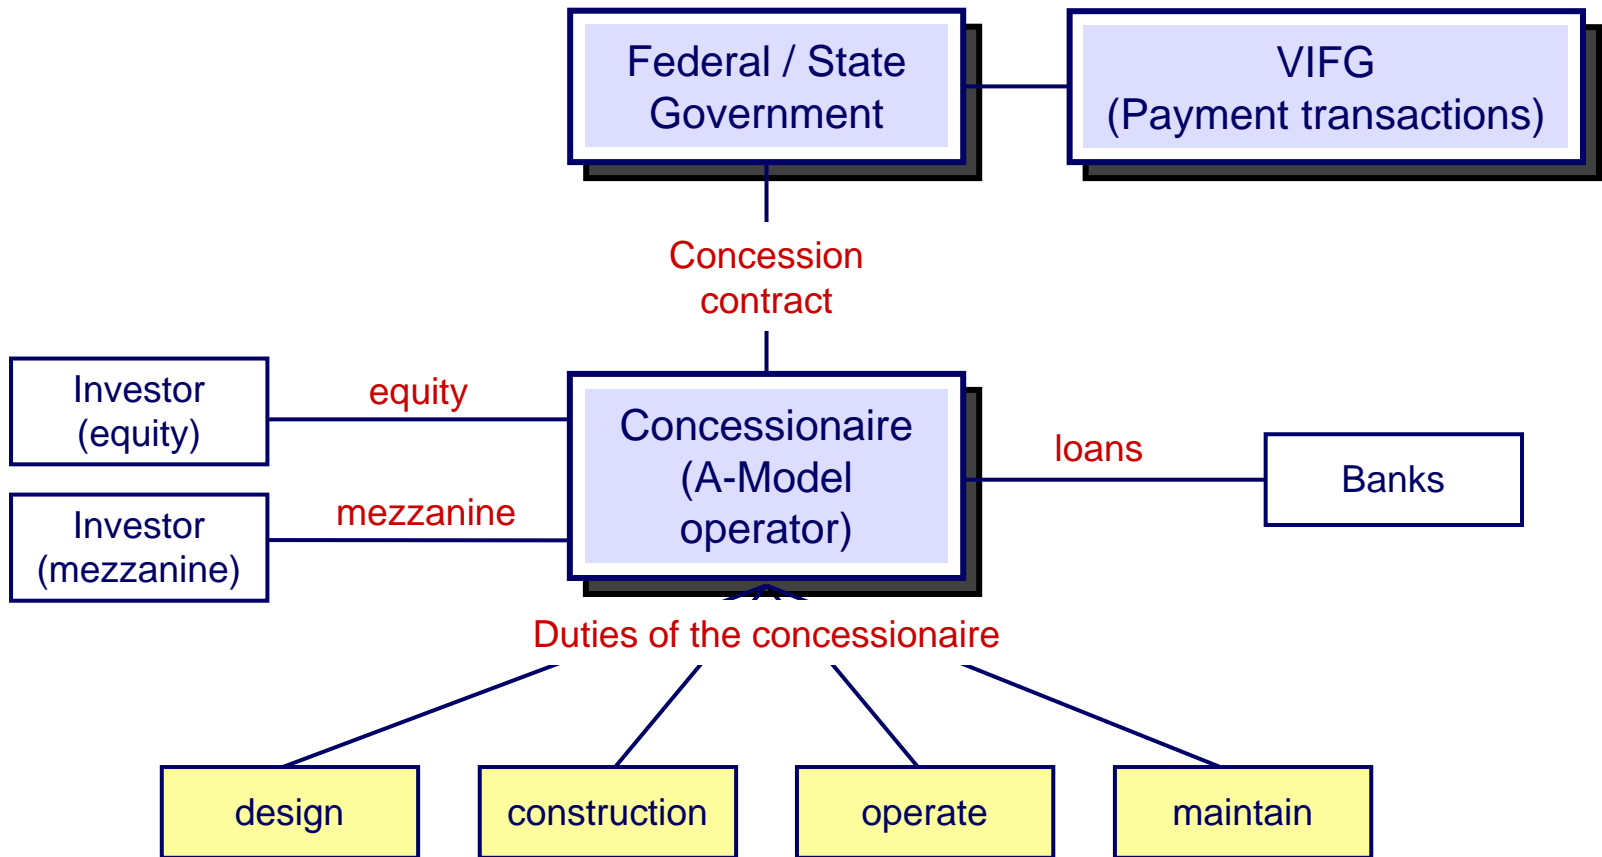 Federal / State
Government
VIFG
(Payment transactions)
Concession
contract
Investor
(equity)
equity
Concessionaire
(A-Model
operator)
loans
Banks
Investor
(mezzanine)
mezzanine
Duties of the concessionaire
design
construction
operate
maintain